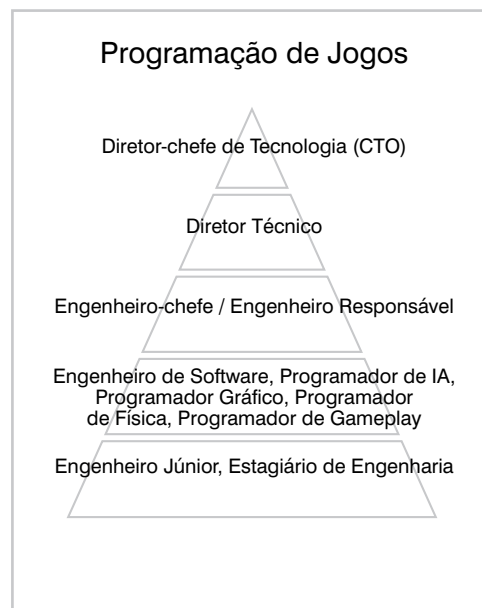 Programação de Jogos
Diretor-chefe de Tecnologia (CTO)
Diretor Técnico
Engenheiro-chefe / Engenheiro Responsável
Engenheiro de Software, Programador de IA,
Programador Gráfico, Programador
de Física, Programador de Gameplay
Engenheiro Júnior, Estagiário de Engenharia